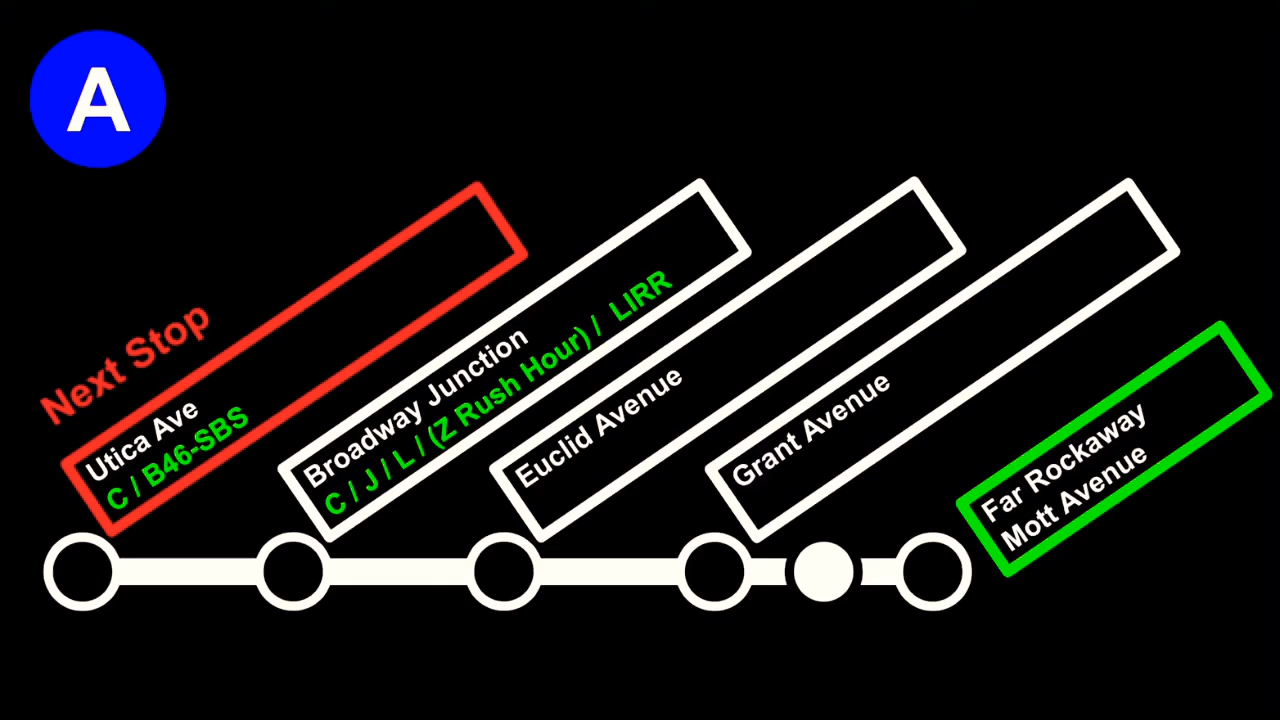 A
Next Stop
Utica Ave
C / B46-SBS
Broadway Junction
C / J / L / (Z Rush Hour) / LIRR
Euclid Avenue
Grant Avenue
Far Rockaway
Mott Avenue